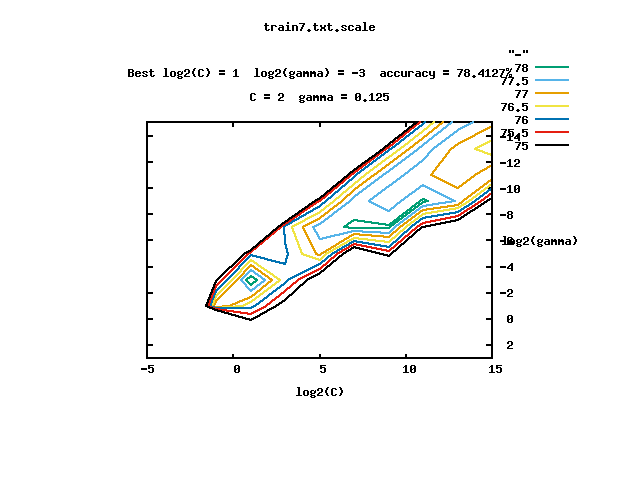 train7.txt.scale
"-"
Best log2(C) = 1 log2(gamma) = -3 accuracy = 78.4127%
78
77.5
C = 2 gamma = 0.125
77
76.5
76
75.5
-14
75
-12
-10
-8
-6
log2(gamma)
-4
-2
0
2
-5 0 5 10 15
log2(C)